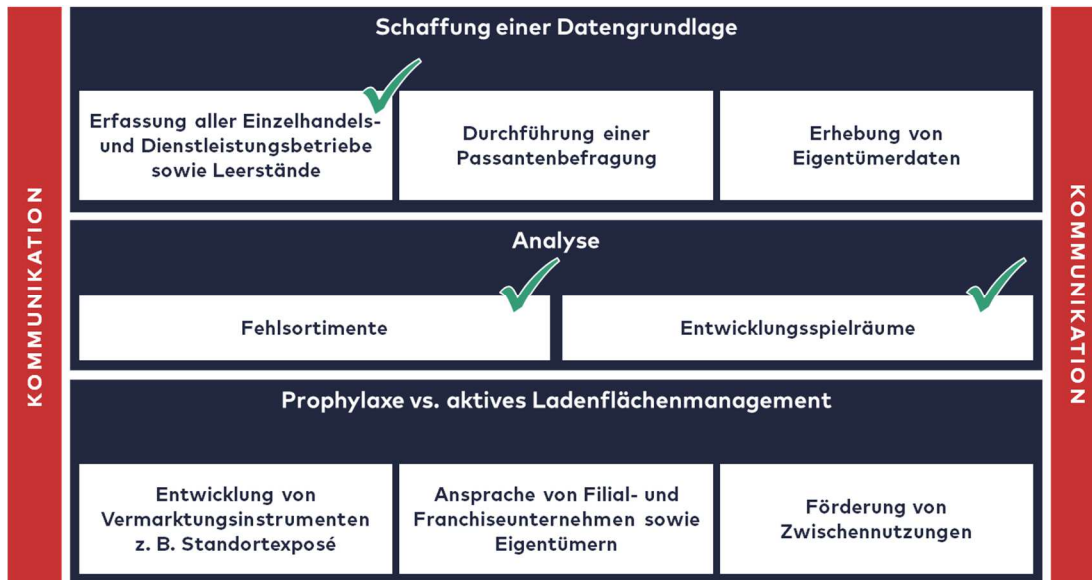 KOMMUNIKATION
Schaffung einer Datengrundlage
Erfassung aller Einzelhandels-
und Dienstleistungsbetriebe
sowie Leerstände
Durchführung einer
Passantenbefragung
Erhebung von
Eigentümerdaten
Analyse
Fehlsortimente
Entwicklungsspielräume
Prophylaxe vs. aktives Ladenflächenmanagement
Entwicklung von
Vermarktungsinstrumenten
z. B. Standortexposé
Ansprache von Filial- und
Franchiseunternehmen sowie
Eigentümern
Förderung von
Zwischennutzungen
KOMMUNIKATION